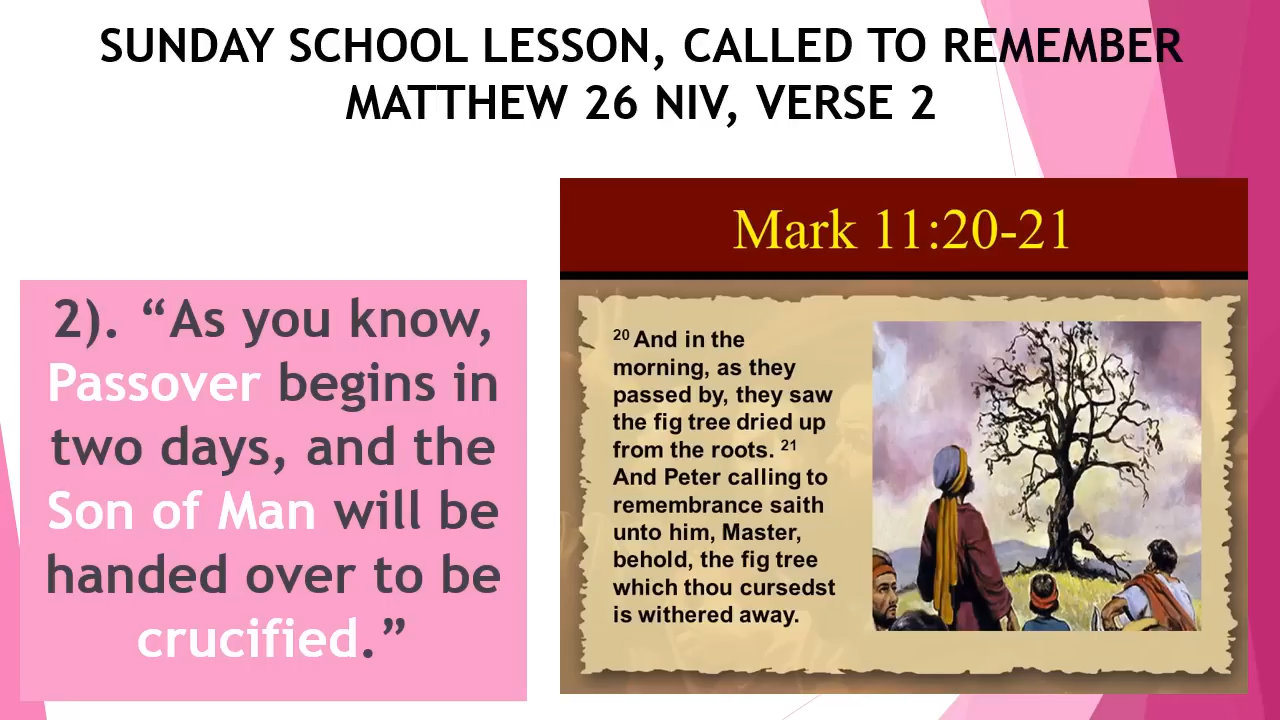 SUNDAY SCHOOL LESSON, CALLED TO REMEMBER
MATTHEW 26 NIV, VERSE 2
2). “As you know,
Passover begins in
two days, and the
Son of Man will be
handed over to be
crucified.”
Mark 11:20-21
20 And in the
morning, as they
passed by, they saw
the fig tree dried up
from the roots. 21
And Peter calling to
remembrance saith
unto him, Master,
behold, the fig tree
which thou cursedst
is withered away.